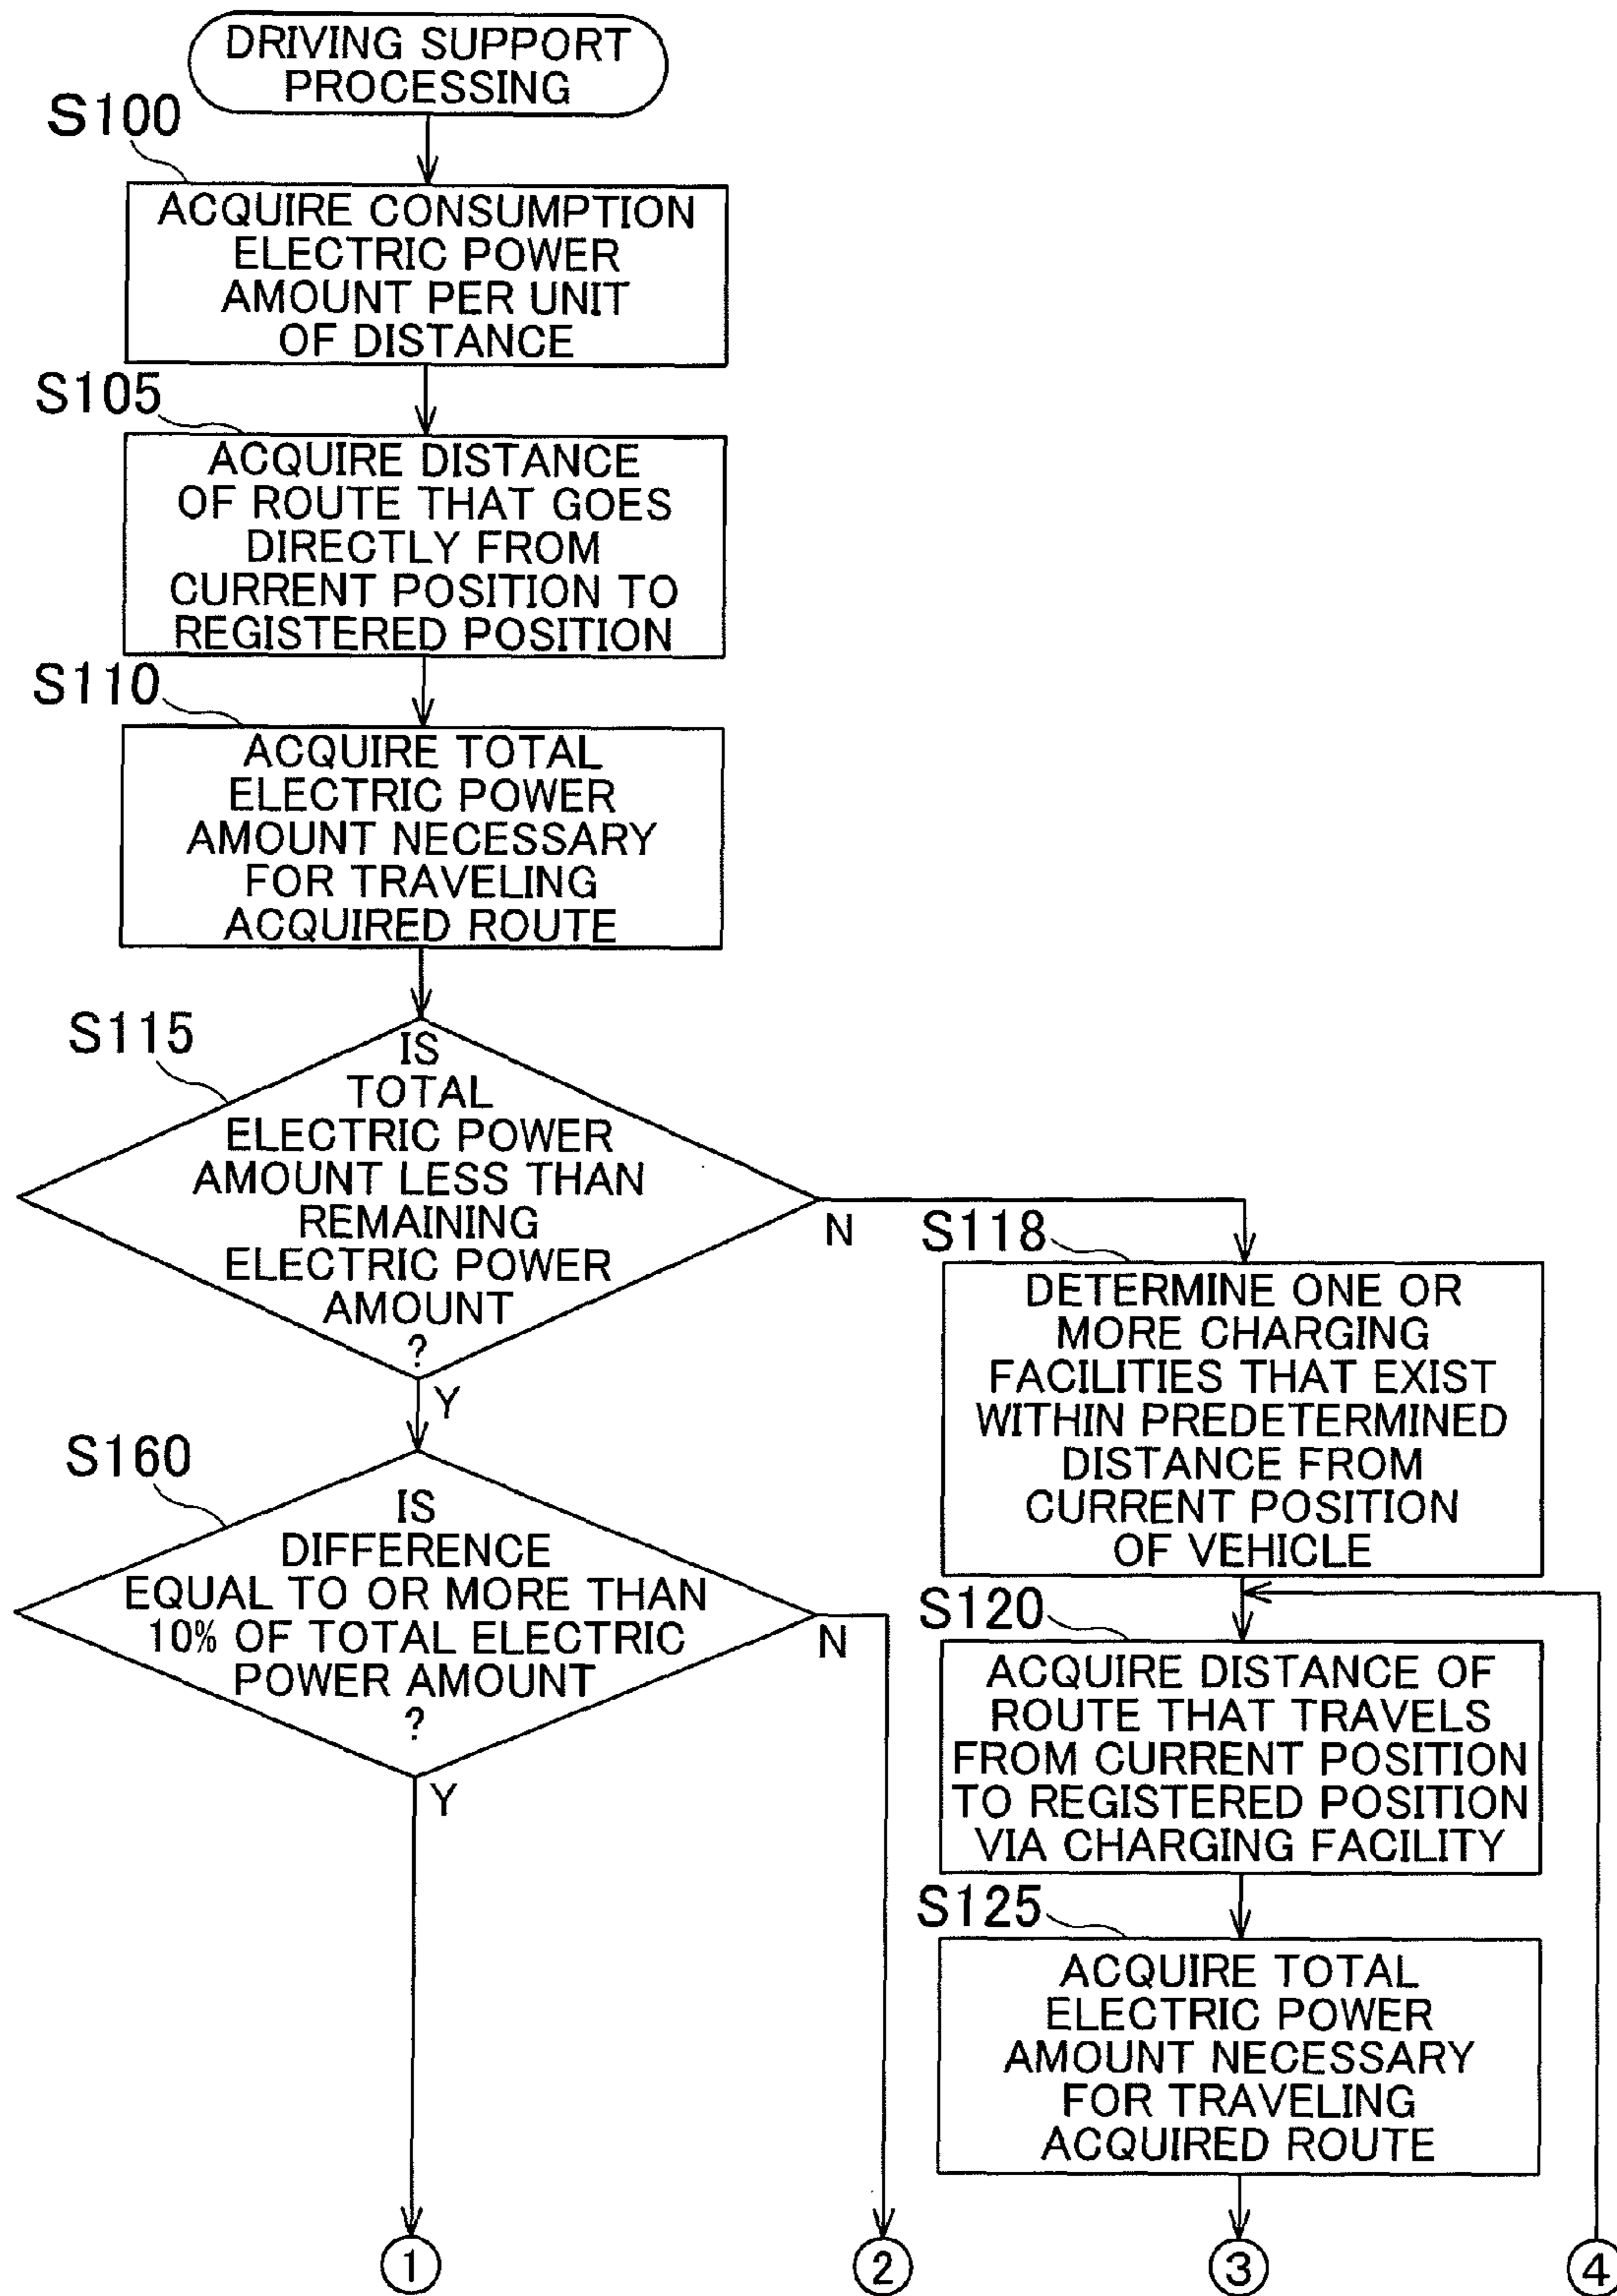 DRIVING SUPPORT
PROCESSING
S100
ACQUIRE CONSUMPTION
ELECTRIC POWER
AMOUNT PER UNIT
OF DISTANCE
S105
ACQUIRE DISTANCE
OF ROUTE THAT GOES
DIRECTLY FROM
CURRENT POSITION TO
REGISTERED POSITION
S110
ACQUIRE TOTAL
ELECTRIC POWER
AMOUNT NECESSARY
FOR TRAVELING
ACQUIRED ROUTE
S115
IS
TOTAL
ELECTRIC POWER
AMOUNT LESS THAN
REMAINING
ELECTRIC POWER
AMOUNT
?
N
Y
S160
IS
DIFFERENCE
EQUAL TO OR MORE THAN
10% OF TOTAL ELECTRIC
POWER AMOUNT
?
N
Y
S118
DETERMINE ONE OR
MORE CHARGING
FACILITIES THAT EXIST
WITHIN PREDETERMINED
DISTANCE FROM
CURRENT POSITION
OF VEHICLE
S120
ACQUIRE DISTANCE OF
ROUTE THAT TRAVELS
FROM CURRENT POSITION
TO REGISTERED POSITION
VIA CHARGING FACILITY
S125
ACQUIRE TOTAL
ELECTRIC POWER
AMOUNT NECESSARY
FOR TRAVELING
ACQUIRED ROUTE
1
2
3
4